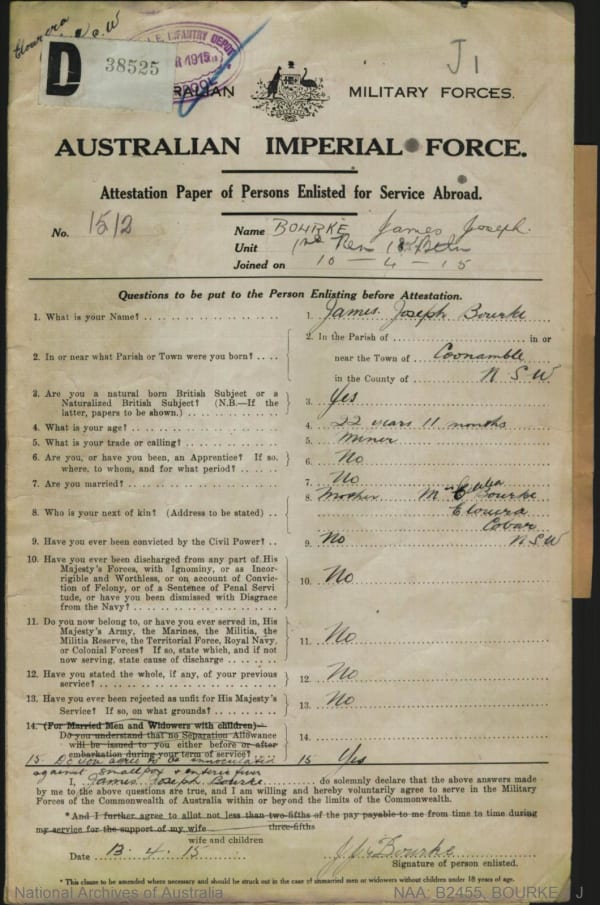 Elowera N.S.W
D 38525
INFANTRY DEPOT
1915
AUSTRALIAN MILITARY FORCES.
J1
AUSTRALIAN IMPERIAL FORCE.
Attestation Paper of Persons Enlisted for Service Abroad.
No. 1512
Name BOURKE James Joseph.
Unit 1st Rein 18 Batn
Joined on 10 — 4 — 15
Questions to be put to the Person Enlisting before Attestation.
1. What is your Name? 1. James Joseph Bourke
2. In or near what Parish or Town were you born? 2. In the Parish of in or
near the Town of Coonamble
in the County of N S W
3. Are you a natural born British Subject or a
Naturalized British Subject? (N.B.—If the
latter, papers to be shown.) 3. Yes
4. What is your age? 4. 22 years 11 months
5. What is your trade or calling? 5. Miner
6. Are you, or have you been, an Apprentice? If so,
where, to whom, and for what period? 6. No
7. Are you married? 7. No
8. Who is your next of kin? (Address to be stated) 8. Mother Bourke
Elowra
Cobar
N S W
9. Have you ever been convicted by the Civil Power? 9. No
10. Have you ever been discharged from any part of His
Majesty's Forces, with Ignominy, or as Incor-
rigible and Worthless, or on account of Convic-
tion of Felony, or of a Sentence of Penal Servi
tude, or have you been dismissed with Disgrace
from the Navy? 10. No
11. Do you now belong to, or have you ever served in, His
Majesty's Army, the Marines, the Militia, the
Militia Reserve, the Territorial Force, Royal Navy,
or Colonial Forces? If so, state which, and if not
now serving, state cause of discharge 11. No
12. Have you stated the whole, if any, of your previous
service? 12. No
13. Have you ever been rejected as unfit for His Majesty's
Service? If so, on what grounds? 13. No
14. (For Married Men and Widowers with children)—
Do you understand that no Separation Allowance
will be issued to you either before or after
embarkation during your term of service? 14.
15. Do you agree to be innoculated
against smallpox & enteric fever 15 Yes
I, James Joseph Bourke do solemnly declare that the above answers made
by me to the above questions are true, and I am willing and hereby voluntarily agree to serve in the Military
Forces of the Commonwealth of Australia within or beyond the limits of the Commonwealth.
*And I further agree to allot not less than two-fifths of the pay payable to me from time to time during
three-fifths
my service for the support of my wife
wife and children
Date 13. 4. 15 J J Bourke
Signature of person enlisted.
* This clause to be amended where necessary and should be struck out in the case of unmarried men or widowers without children under 18 years of age.
National Archives of Australia NAA: B2455, BOURKE J J